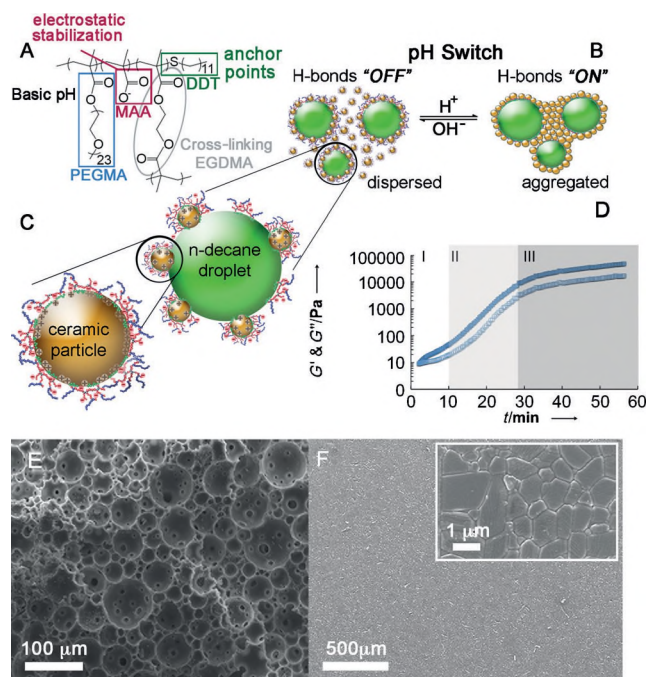 electrostatic
stabilization
A
S
11
anchor
points
DDT
Basic pH
O
O
O
O
O⁻
O
MAA
O
O
23
PEGMA
O
Cross-linking
EGDMA
pH Switch
B
H-bonds "OFF"
H-bonds "ON"
H⁺
OH⁻
dispersed
aggregated
C
n-decane
droplet
ceramic
particle
D
I
II
III
100000
10000
1000
100
10
0
G' & G''/Pa
0 10 20 30 40 50 60
t/min
E
100 µm
F
1 µm
500µm